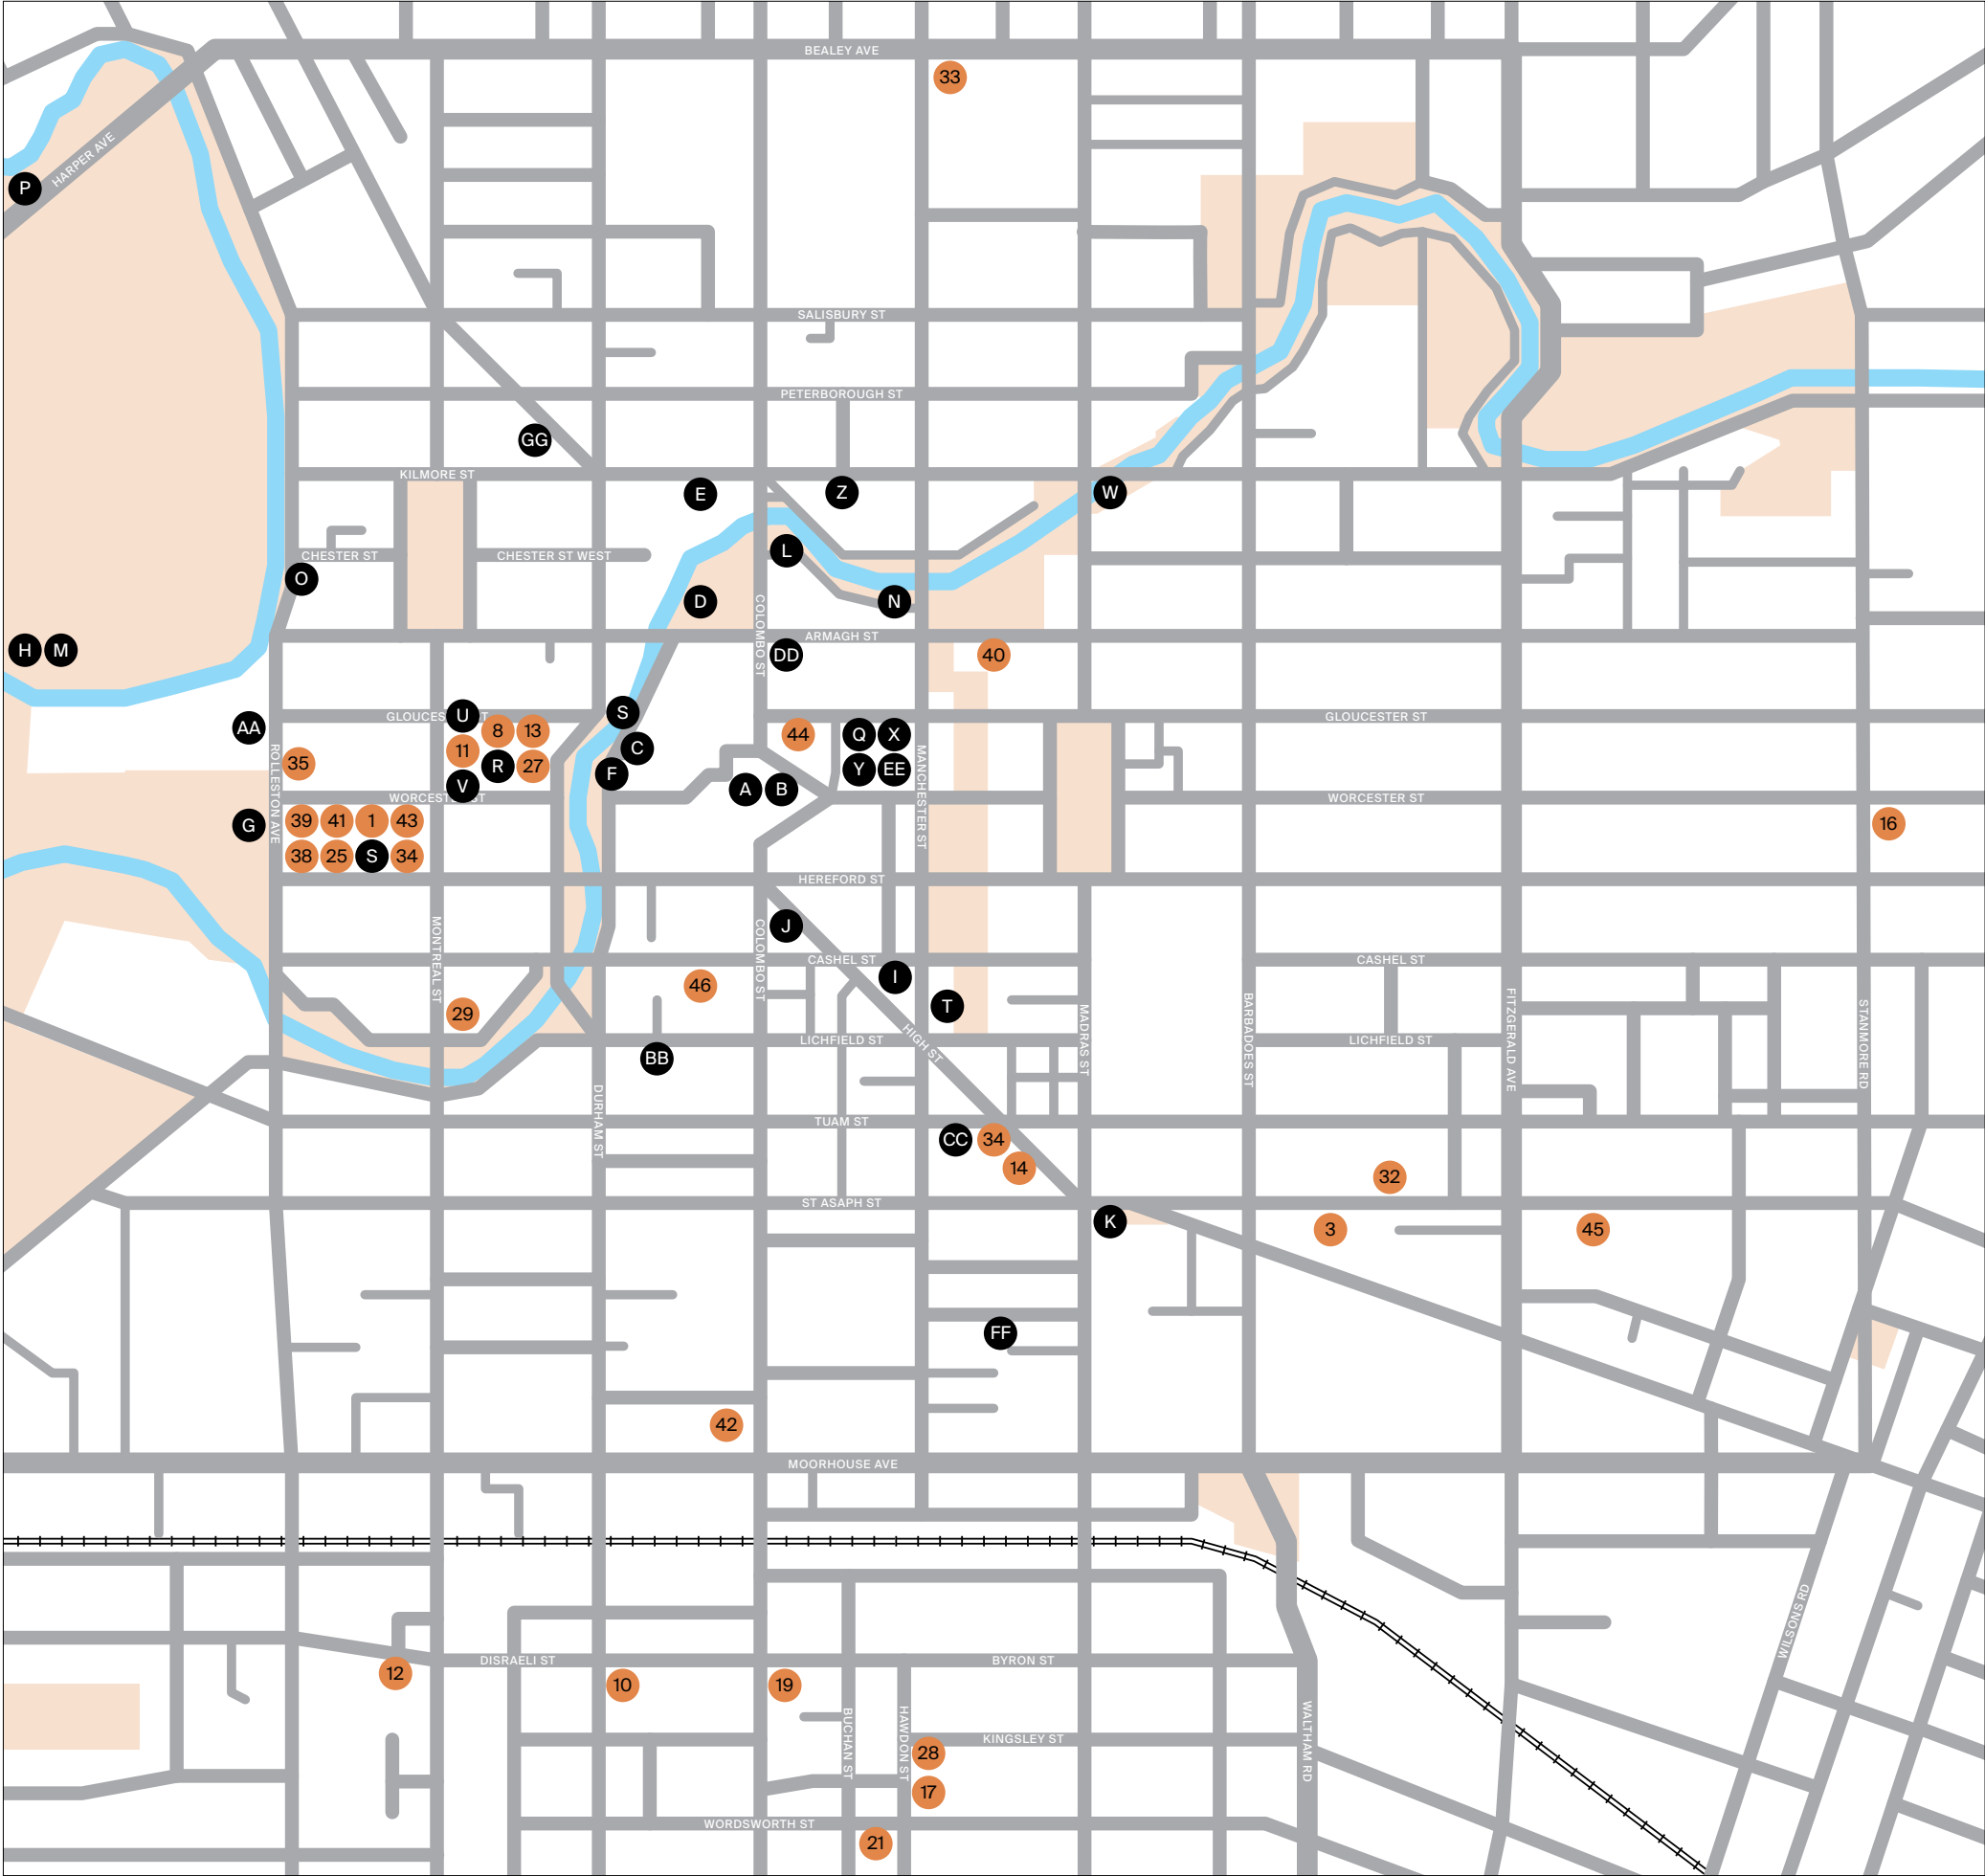 BEALEY AVE
33
HARPER AVE
P
SALISBURY ST
PETERBOROUGH ST
GG
KILMORE ST
E
Z
W
CHESTER ST
CHESTER ST WEST
L
O
D
N
COLOMBO ST
ARMAGH ST
H
M
DD
40
AA
GLOUCES
T
U
S
GLOUCESTER ST
8
13
44
Q
X
11
C
35
R
27
F
Y
EE
V
ROLLESTON AVE
MANCHESTER ST
A
B
WORCEST
ST
WORCESTER ST
G
39
41
1
43
16
38
25
S
34
HEREFORD ST
J
MONTREAL ST
COLOMBO ST
CASHEL ST
CASHEL ST
I
46
29
T
HIGH ST
MADRAS ST
BARBADOES ST
FITZGERALD AVE
STANMORE RD
LICHFIELD ST
LICHFIELD ST
BB
DURHAM ST
TUAM ST
CC
34
14
32
ST ASAPH ST
K
3
45
FF
42
MOORHOUSE AVE
WILSONS RD
DISRAELI ST
BYRON ST
12
10
19
BUCHAN ST
HAWDON ST
WALTHAM RD
KINGSLEY ST
28
17
WORDSWORTH ST
21